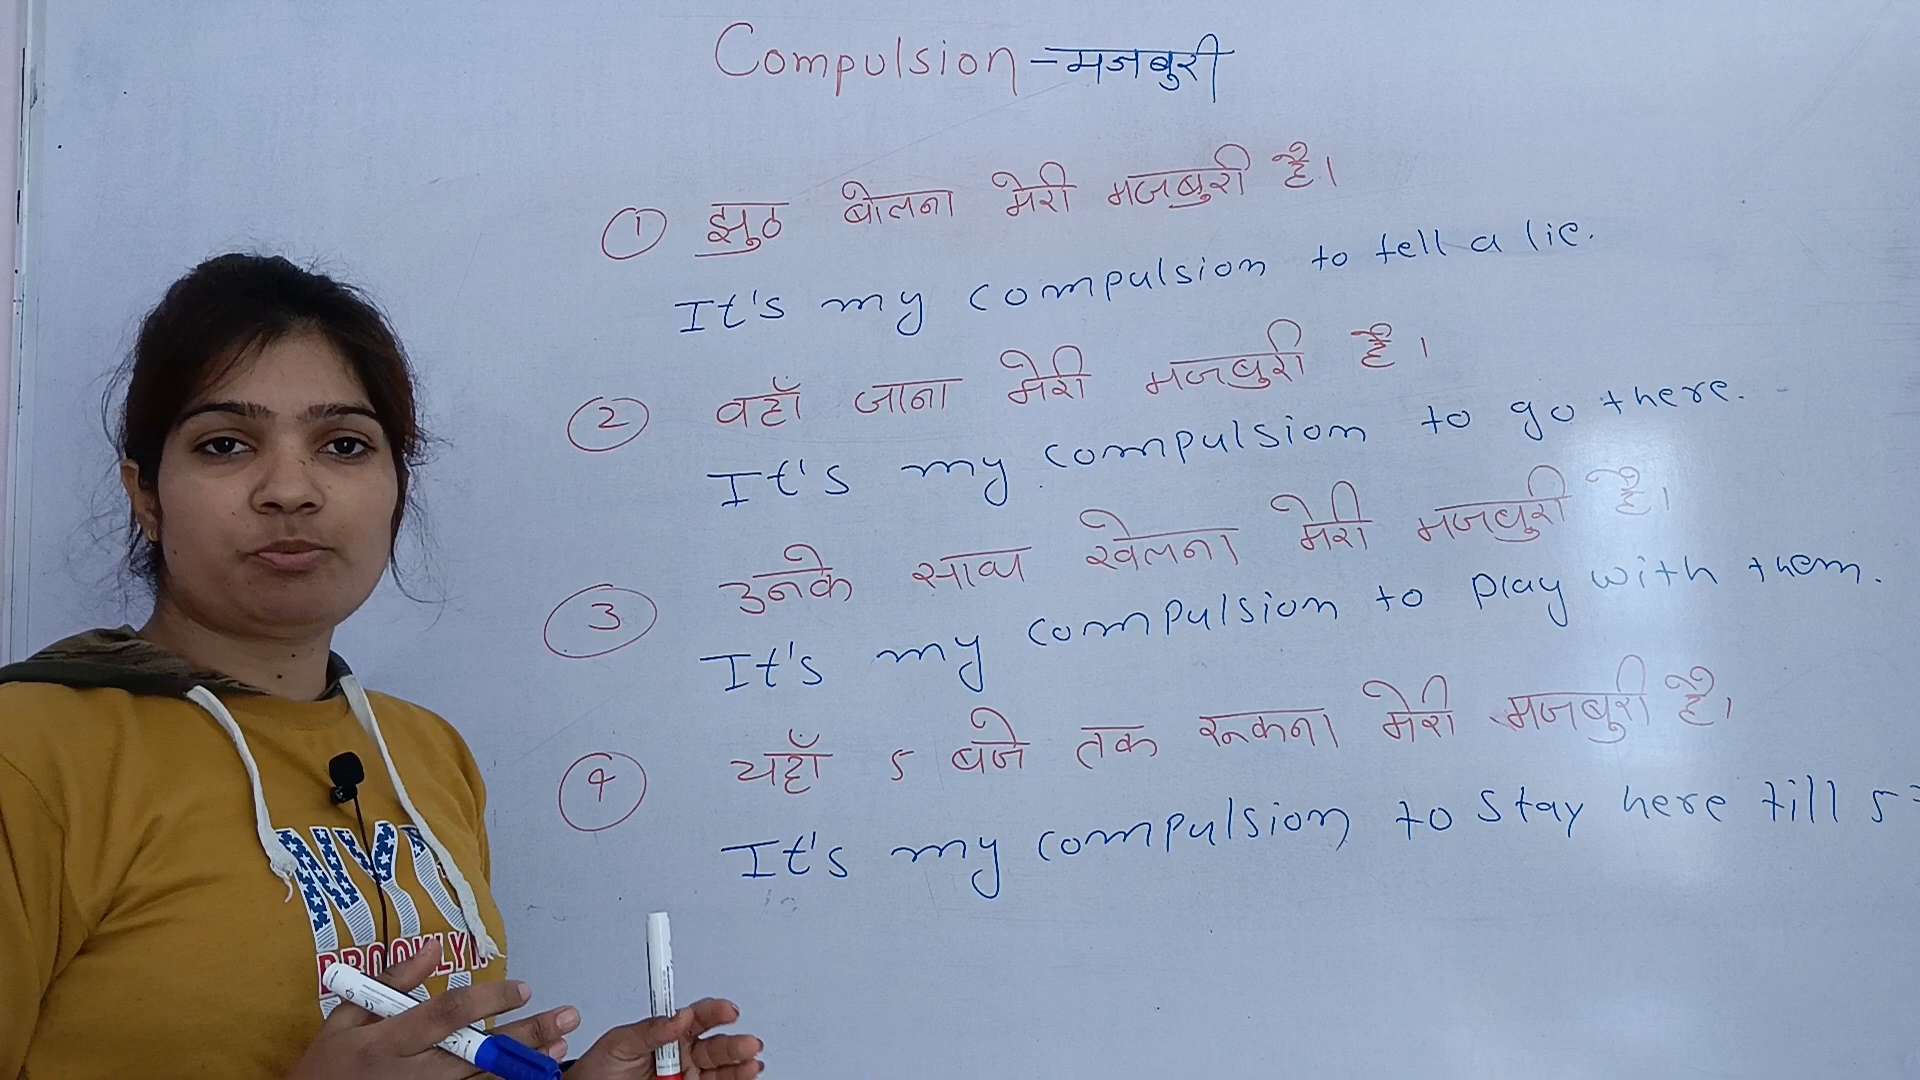 Compulsion - मजबुरी
① झुठ बोलना मेरी मजबुरी है।
It's my compulsion to tell a lie.
② वहाँ जाना मेरी मजबुरी है।
It's my compulsion to go there.
③ उनके साथ खेलना मेरी मजबुरी है।
It's my compulsion to play with them.
④ यहाँ 5 बजे तक रूकना मेरी मजबुरी है।
It's my compulsion to stay here till 5
NYC
BROOKLYN